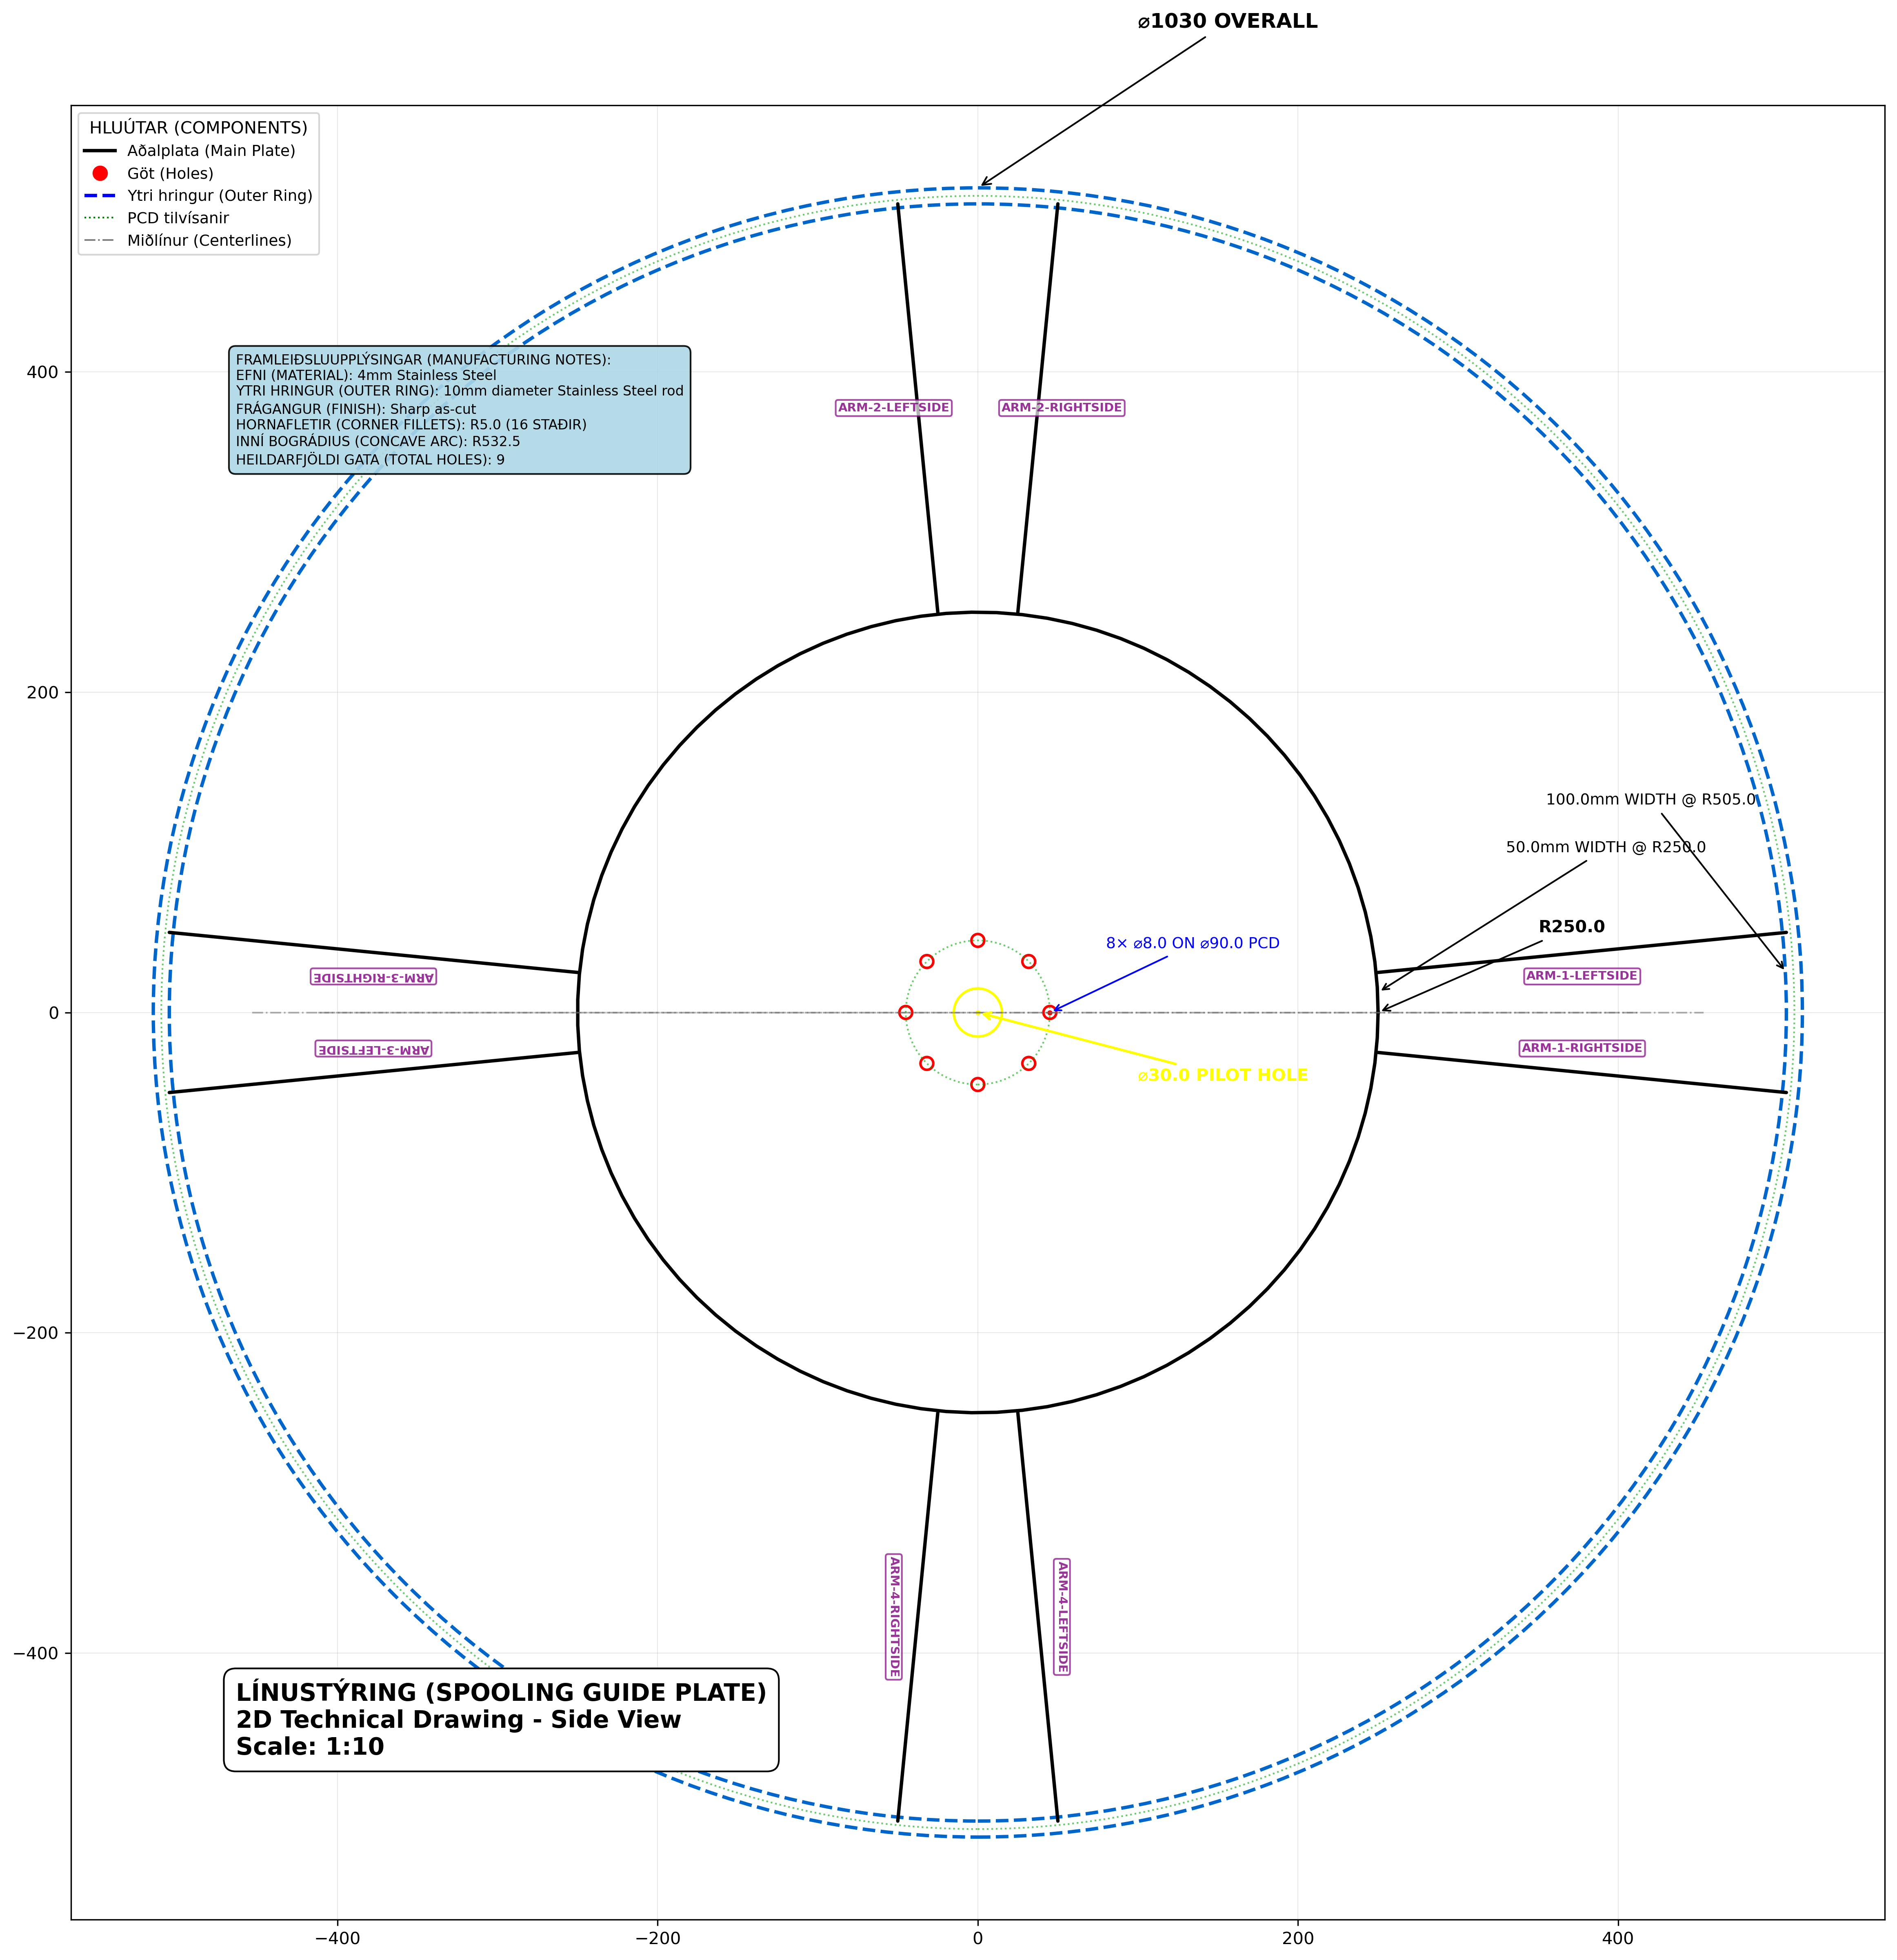 ⌀1030 OVERALL
HLUÚTAR (COMPONENTS)
Aðalplata (Main Plate)
Göt (Holes)
Ytri hringur (Outer Ring)
PCD tilvísanir
Miðlínur (Centerlines)
FRAMLEIÐSLUUPPLÝSINGAR (MANUFACTURING NOTES):
EFNI (MATERIAL): 4mm Stainless Steel
YTRI HRINGUR (OUTER RING): 10mm diameter Stainless Steel rod
FRÁGANGUR (FINISH): Sharp as-cut
HORNAFLETIR (CORNER FILLETS): R5.0 (16 STAÐIR)
INNÍ BOGRÁDIUS (CONCAVE ARC): R532.5
HEILDARFJÖLDI GATA (TOTAL HOLES): 9
400
ARM-2-LEFTSIDE
ARM-2-RIGHTSIDE
200
100.0mm WIDTH @ R505.0
50.0mm WIDTH @ R250.0
R250.0
8× ⌀8.0 ON ⌀90.0 PCD
ARM-3-RIGHTSIDE
ARM-1-LEFTSIDE
0
ARM-3-LEFTSIDE
ARM-1-RIGHTSIDE
⌀30.0 PILOT HOLE
−200
ARM-4-RIGHTSIDE
ARM-4-LEFTSIDE
−400
LÍNUSTÝRING (SPOOLING GUIDE PLATE)
2D Technical Drawing - Side View
Scale: 1:10
−400
−200
0
200
400